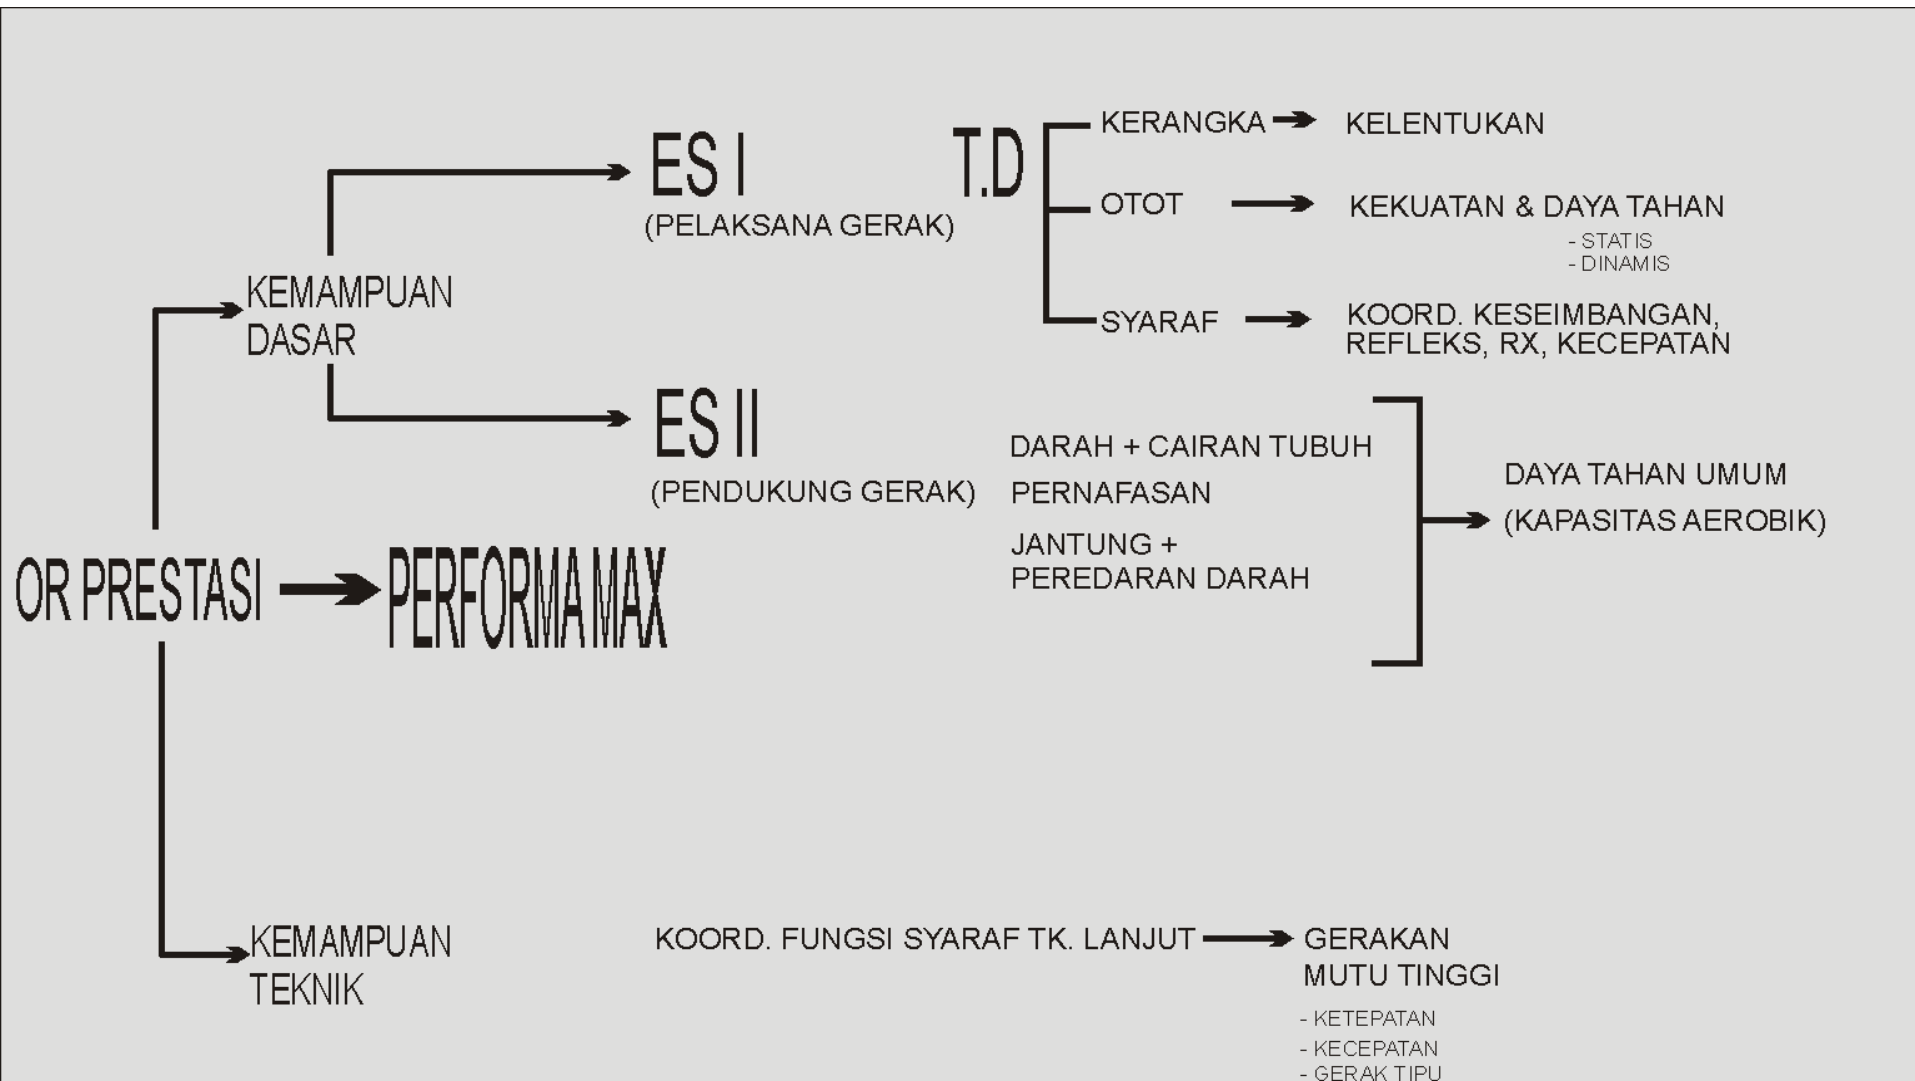 KERANGKA
KELENTUKAN
ES I
T.D
(PELAKSANA GERAK)
OTOT
KEKUATAN & DAYA TAHAN
- STATIS
- DINAMIS
KEMAMPUAN
DASAR
SYARAF
KOORD. KESEIMBANGAN,
REFLEKS, RX, KECEPATAN
ES II
(PENDUKUNG GERAK)
DARAH + CAIRAN TUBUH
PERNAFASAN
JANTUNG +
PEREDARAN DARAH
DAYA TAHAN UMUM
(KAPASITAS AEROBIK)
OR PRESTASI
PERFORMA MAX
KEMAMPUAN
TEKNIK
KOORD. FUNGSI SYARAF TK. LANJUT
GERAKAN
MUTU TINGGI
- KETEPATAN
- KECEPATAN
- GERAK TIPU